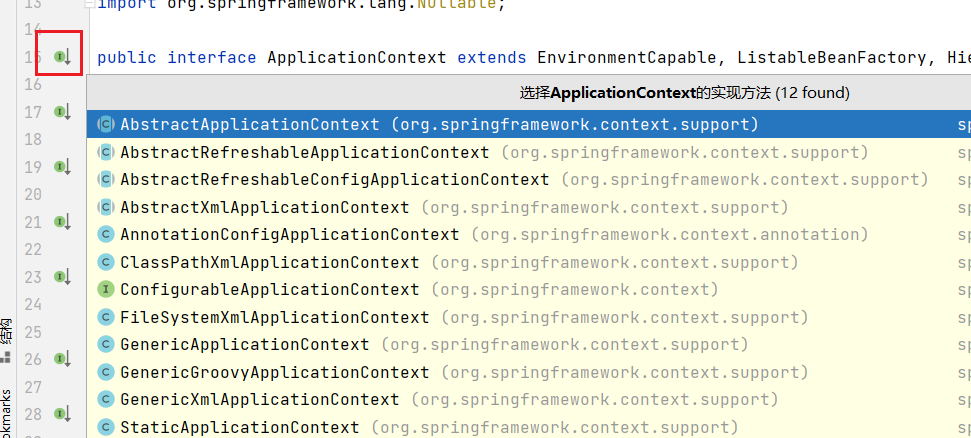 13 import org.springframework.lang.Nullable;
14
15 public interface ApplicationContext extends EnvironmentCapable, ListableBeanFactory, Hie
16 选择ApplicationContext的实现方法 (12 found)
17 AbstractApplicationContext (org.springframework.context.support) sp
18 AbstractRefreshableApplicationContext (org.springframework.context.support) sp
19 AbstractRefreshableConfigApplicationContext (org.springframework.context.support) sp
20 AbstractXmlApplicationContext (org.springframework.context.support) sp
21 AnnotationConfigApplicationContext (org.springframework.context.annotation) sp
22 ClassPathXmlApplicationContext (org.springframework.context.support) sp
23 ConfigurableApplicationContext (org.springframework.context) sp
24 FileSystemXmlApplicationContext (org.springframework.context.support) sp
25 GenericApplicationContext (org.springframework.context.support) sp
26 GenericGroovyApplicationContext (org.springframework.context.support) sp
27 GenericXmlApplicationContext (org.springframework.context.support) sp
28 StaticApplicationContext (org.springframework.context.support) sp
结构
okmarks